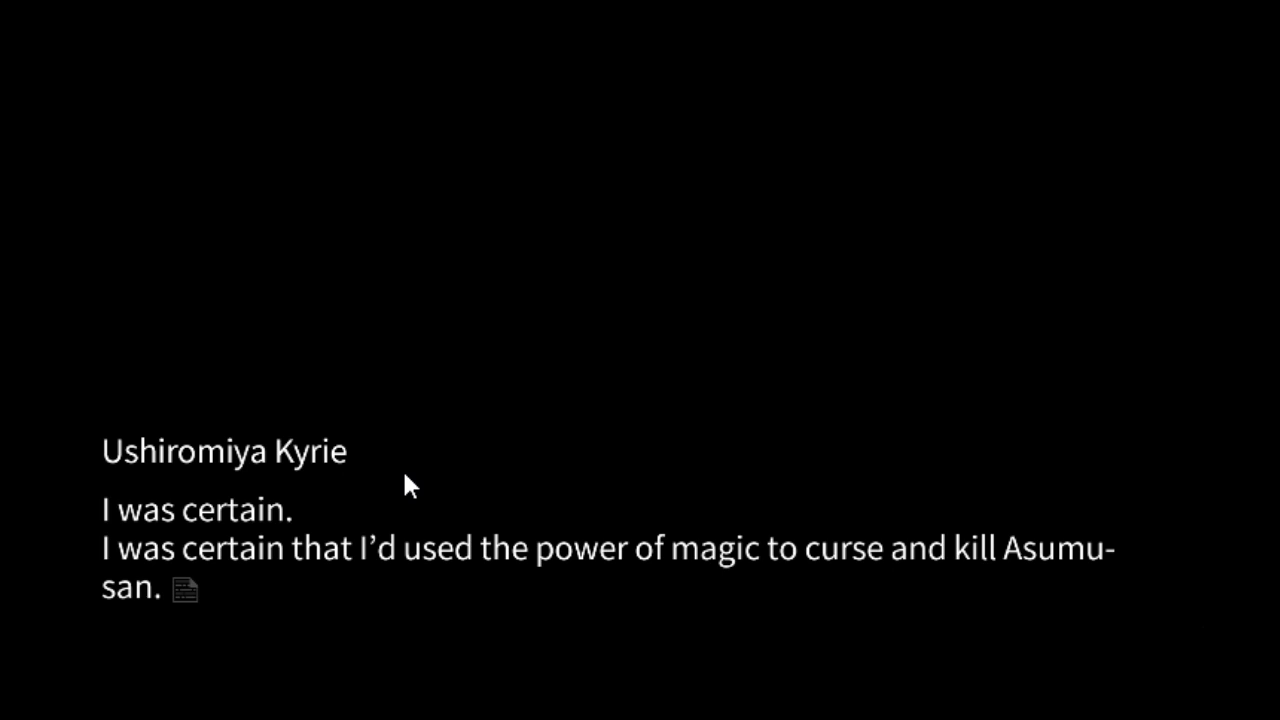 Ushiromiya Kyrie
I was certain.
I was certain that I’d used the power of magic to curse and kill Asumu-
san.